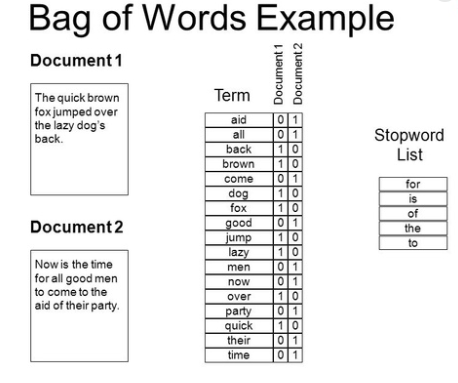 Bag of Words Example
Document 1
The quick brown
fox jumped over
the lazy dog's
back.
Document 2
Now is the time
for all good men
to come to the
aid of their party.
Term Document 1 Document 2
aid 0 1
all 0 1
back 1 0
brown 1 0
come 0 1
dog 1 0
fox 1 0
good 0 1
jump 1 0
lazy 1 0
men 0 1
now 0 1
over 1 0
party 0 1
quick 1 0
their 0 1
time 0 1
Stopword
List
for
is
of
the
to